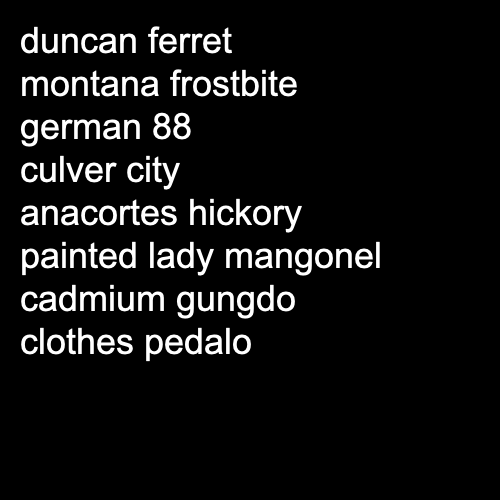 duncan ferret
montana frostbite
german 88
culver city
anacortes hickory
painted lady mangonel
cadmium gungdo
clothes pedalo